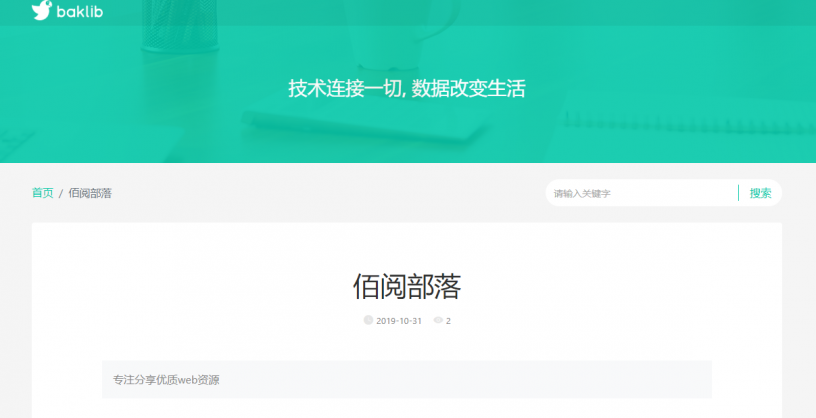 baklib
技术连接一切, 数据改变生活
首页 / 佰阅部落
请输入关键字 搜索
佰阅部落
2019-10-31 2
专注分享优质web资源